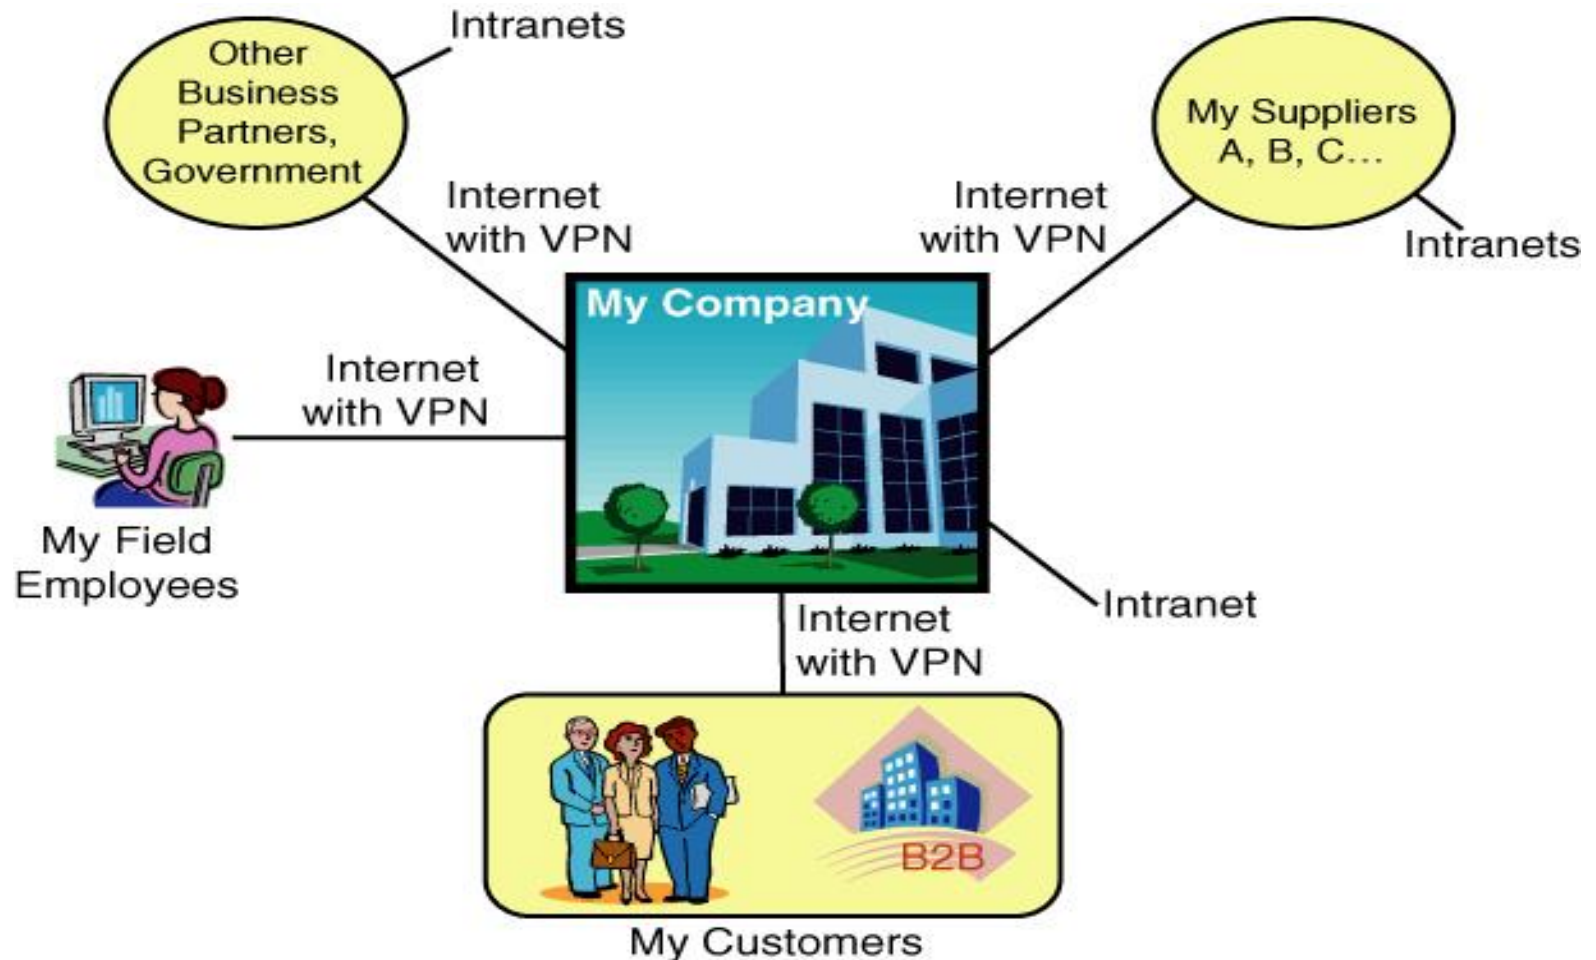 Intranets
Other
Business
Partners,
Government
My Suppliers
A, B, C...
Intranets
Internet
with VPN
Internet
with VPN
My Company
Internet
with VPN
My Field
Employees
Intranet
Internet
with VPN
B2B
My Customers